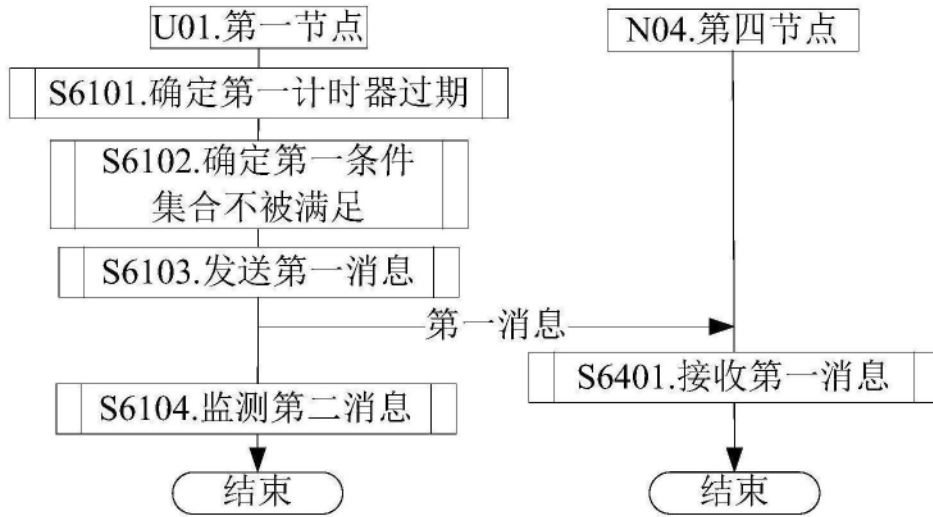 U01.第一节点
N04.第四节点
S6101.确定第一计时器过期
S6102.确定第一条件
集合不被满足
S6103.发送第一消息
第一消息
S6401.接收第一消息
S6104.监测第二消息
结束
结束